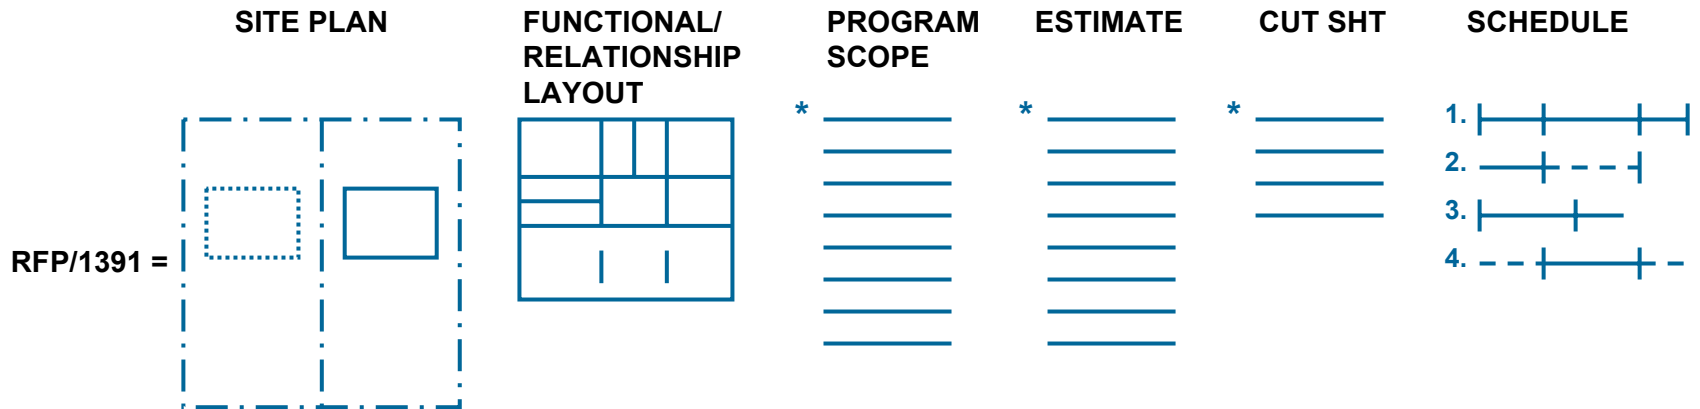 SITE PLAN
FUNCTIONAL/
RELATIONSHIP
LAYOUT
PROGRAM
SCOPE
ESTIMATE
CUT SHT
SCHEDULE
*
*
*
1.
2.
3.
4.
RFP/1391 =